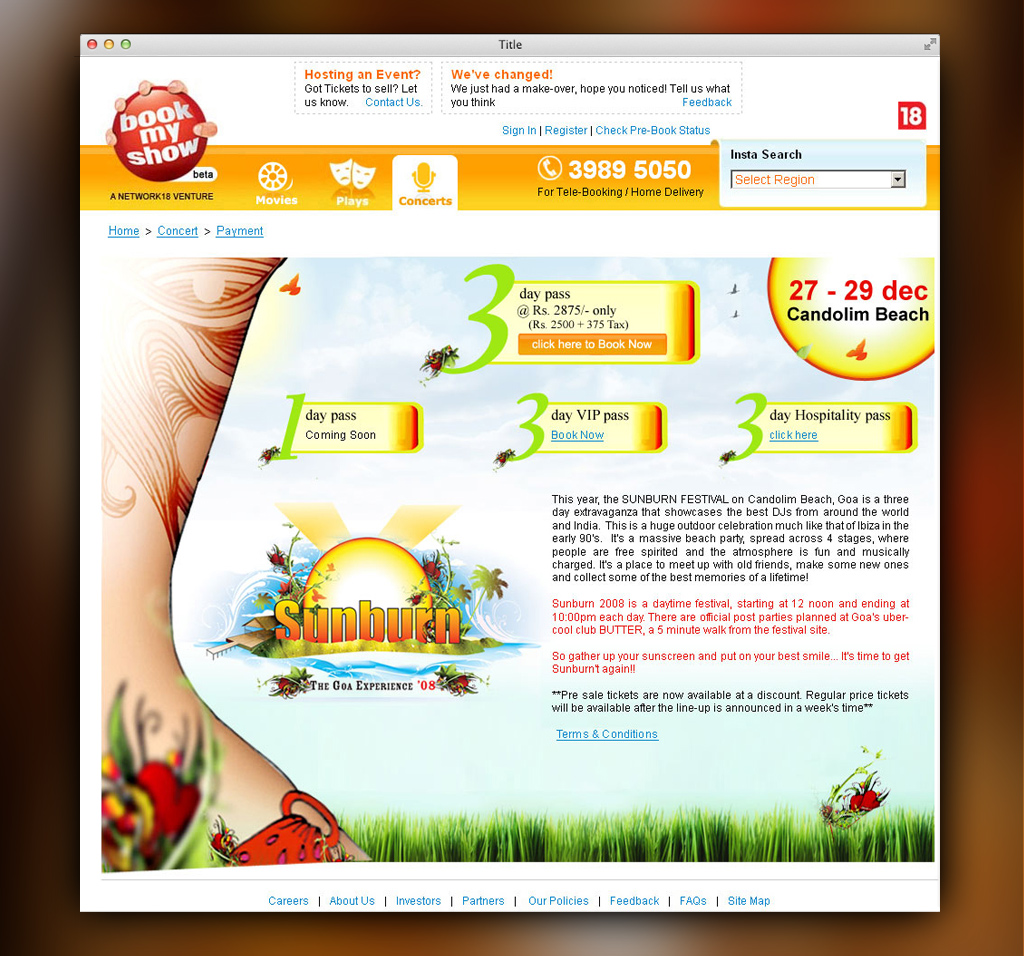 Title
Hosting an Event?
Got Tickets to sell? Let
us know. Contact Us.
We've changed!
We just had a make-over, hope you noticed! Tell us what
you think Feedback
book
my
show
beta
A NETWORK18 VENTURE
Sign In | Register | Check Pre-Book Status
18
Movies
Plays
Concerts
3989 5050
For Tele-Booking / Home Delivery
Insta Search
Select Region
Home > Concert > Payment
3 day pass
@ Rs. 2875/- only
(Rs. 2500 + 375 Tax)
click here to Book Now
27 - 29 dec
Candolim Beach
1 day pass
Coming Soon
3 day VIP pass
Book Now
3 day Hospitality pass
click here
Sunburn
The Goa Experience '08
This year, the SUNBURN FESTIVAL on Candolim Beach, Goa is a three
day extravaganza that showcases the best DJs from around the world
and India. This is a huge outdoor celebration much like that of Ibiza in the
early 90's. It's a massive beach party, spread across 4 stages, where
people are free spirited and the atmosphere is fun and musically
charged. It's a place to meet up with old friends, make some new ones
and collect some of the best memories of a lifetime!
Sunburn 2008 is a daytime festival, starting at 12 noon and ending at
10:00pm each day. There are official post parties planned at Goa's uber-
cool club BUTTER, a 5 minute walk from the festival site.
So gather up your sunscreen and put on your best smile... It's time to get
Sunburn't again!!
**Pre sale tickets are now available at a discount. Regular price tickets
will be available after the line-up is announced in a week's time**
Terms & Conditions
Careers | About Us | Investors | Partners | Our Policies | Feedback | FAQs | Site Map